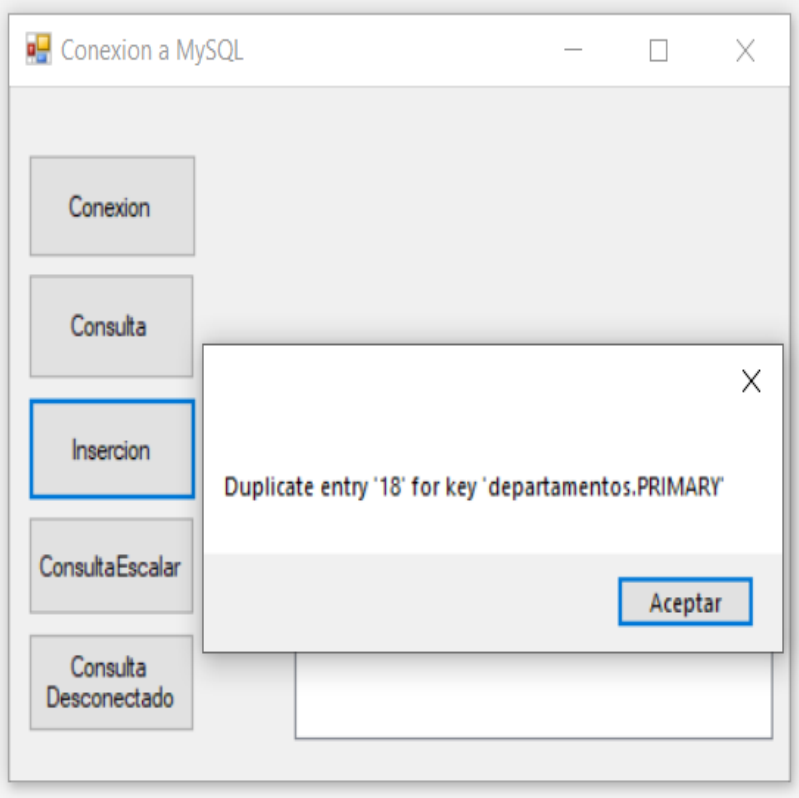 Conexion a MySQL
Conexion
Consulta
Insercion
Duplicate entry '18' for key 'departamentos.PRIMARY'
Aceptar
ConsultaEscalar
Consulta
Desconectado